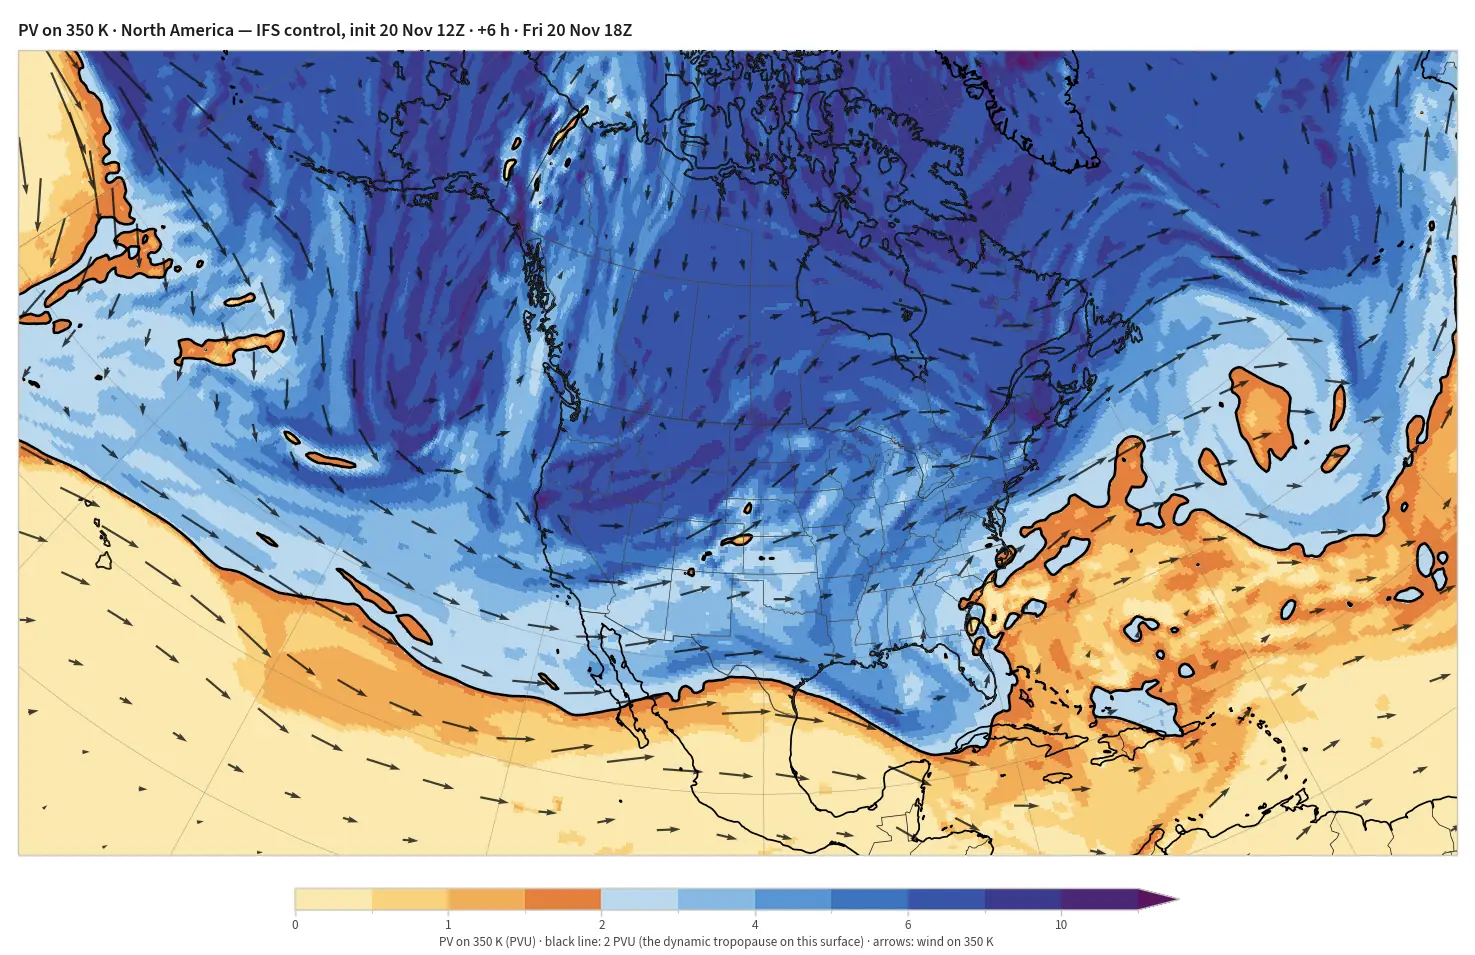 PV on 350 K · North America — IFS control, init 20 Nov 12Z · +6 h · Fri 20 Nov 18Z
0 1 2 4 6 10
PV on 350 K (PVU) · black line: 2 PVU (the dynamic tropopause on this surface) · arrows: wind on 350 K